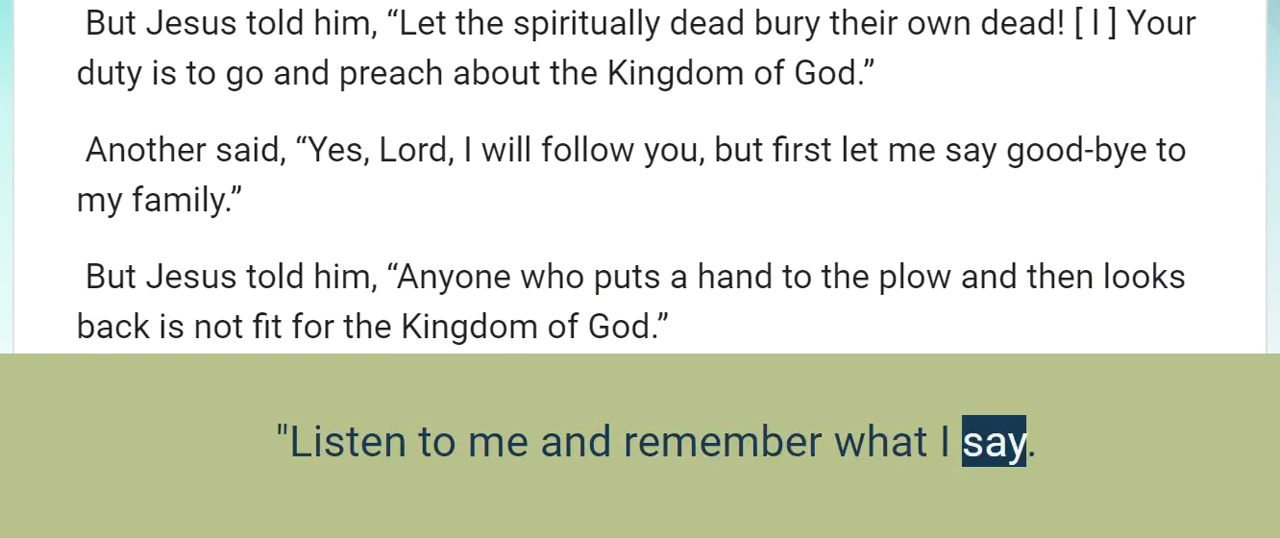 But Jesus told him, “Let the spiritually dead bury their own dead! [ l ] Your
duty is to go and preach about the Kingdom of God.”
Another said, “Yes, Lord, I will follow you, but first let me say good-bye to
my family.”
But Jesus told him, “Anyone who puts a hand to the plow and then looks
back is not fit for the Kingdom of God.”
"Listen to me and remember what I say.